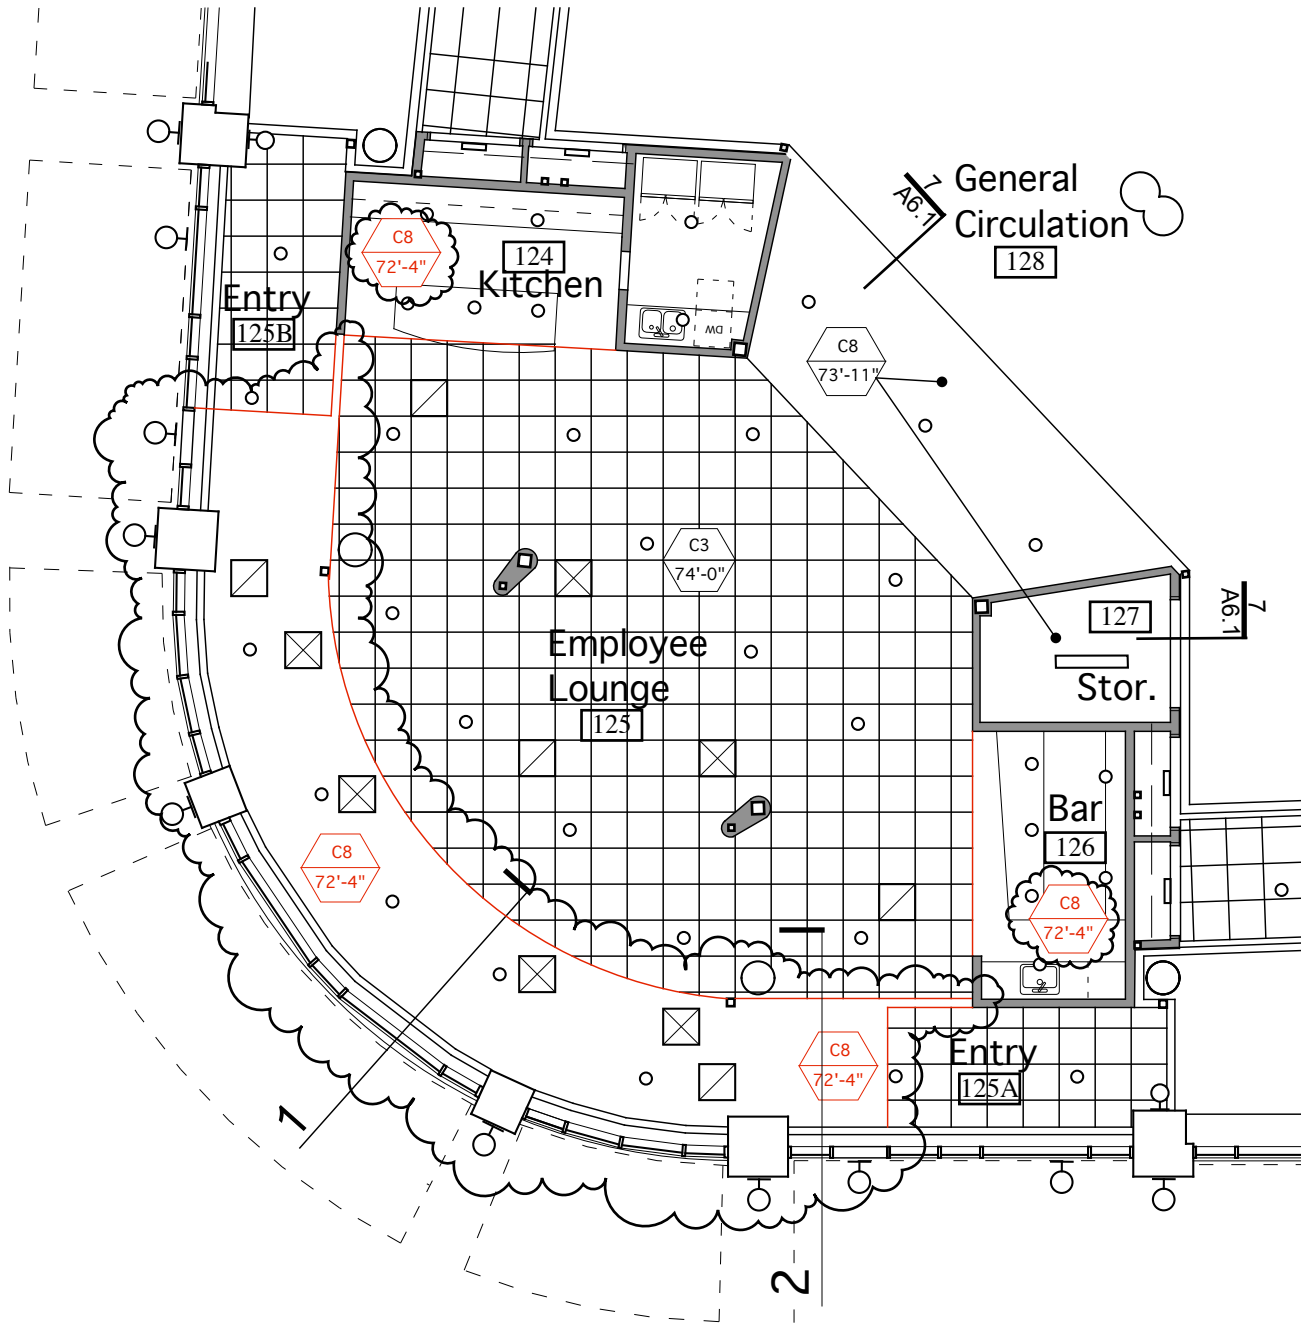 7
A6.1
General
Circulation
128
C8
72'-4"
124
Kitchen
Entry
125B
DW
C8
73'-11"
C3
74'-0"
7
A6.1
127
Stor.
Employee
Lounge
125
Bar
126
C8
72'-4"
C8
72'-4"
C8
72'-4"
Entry
125A
1
2